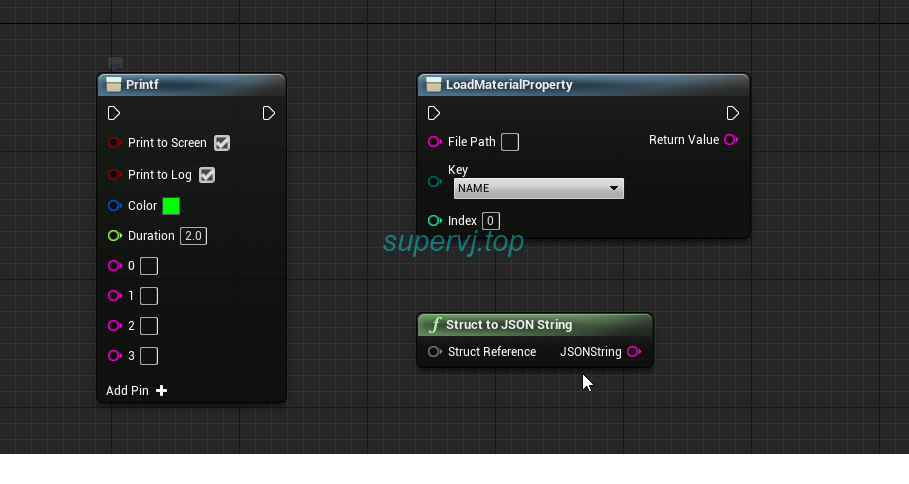 Printf
Print to Screen
Print to Log
Color
Duration 2.0
0
1
2
3
Add Pin +
LoadMaterialProperty
File Path
Return Value
Key
NAME
Index 0
supervj.top
f Struct to JSON String
Struct Reference
JSONString